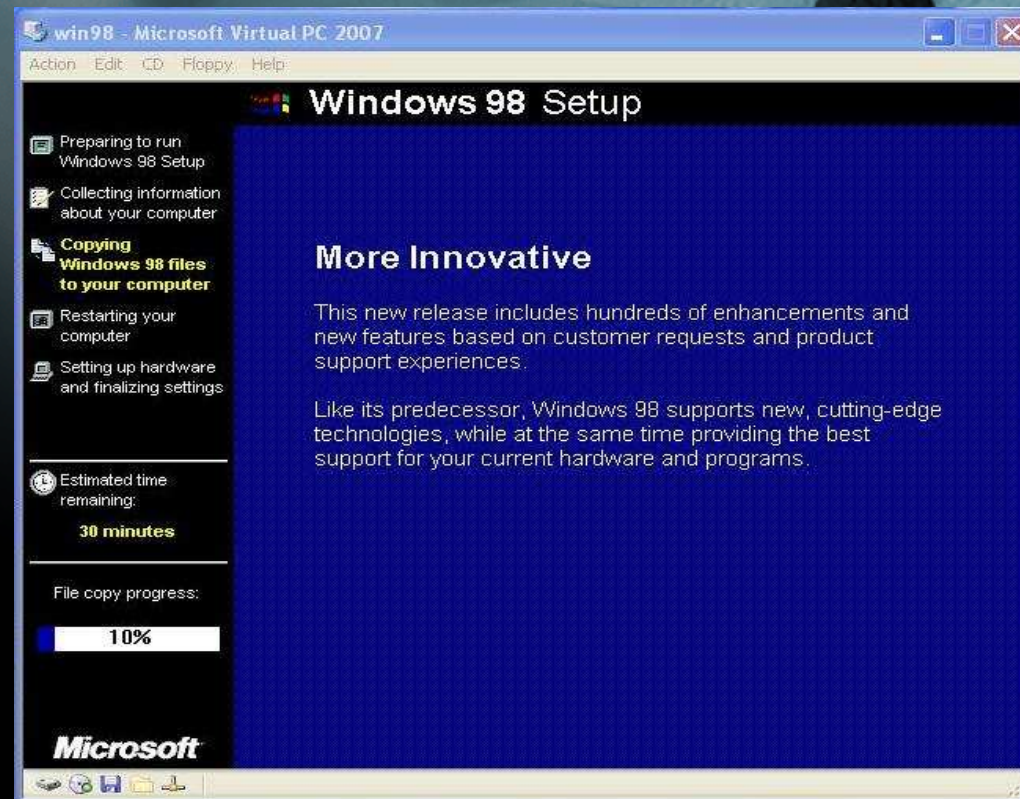 win98 - Microsoft Virtual PC 2007
Action Edit CD Floppy Help
Windows 98 Setup
Preparing to run
Windows 98 Setup
Collecting information
about your computer
Copying
Windows 98 files
to your computer
Restarting your
computer
Setting up hardware
and finalizing settings
Estimated time
remaining:
30 minutes
File copy progress:
10%
Microsoft
More Innovative
This new release includes hundreds of enhancements and
new features based on customer requests and product
support experiences.
Like its predecessor, Windows 98 supports new, cutting-edge
technologies, while at the same time providing the best
support for your current hardware and programs.